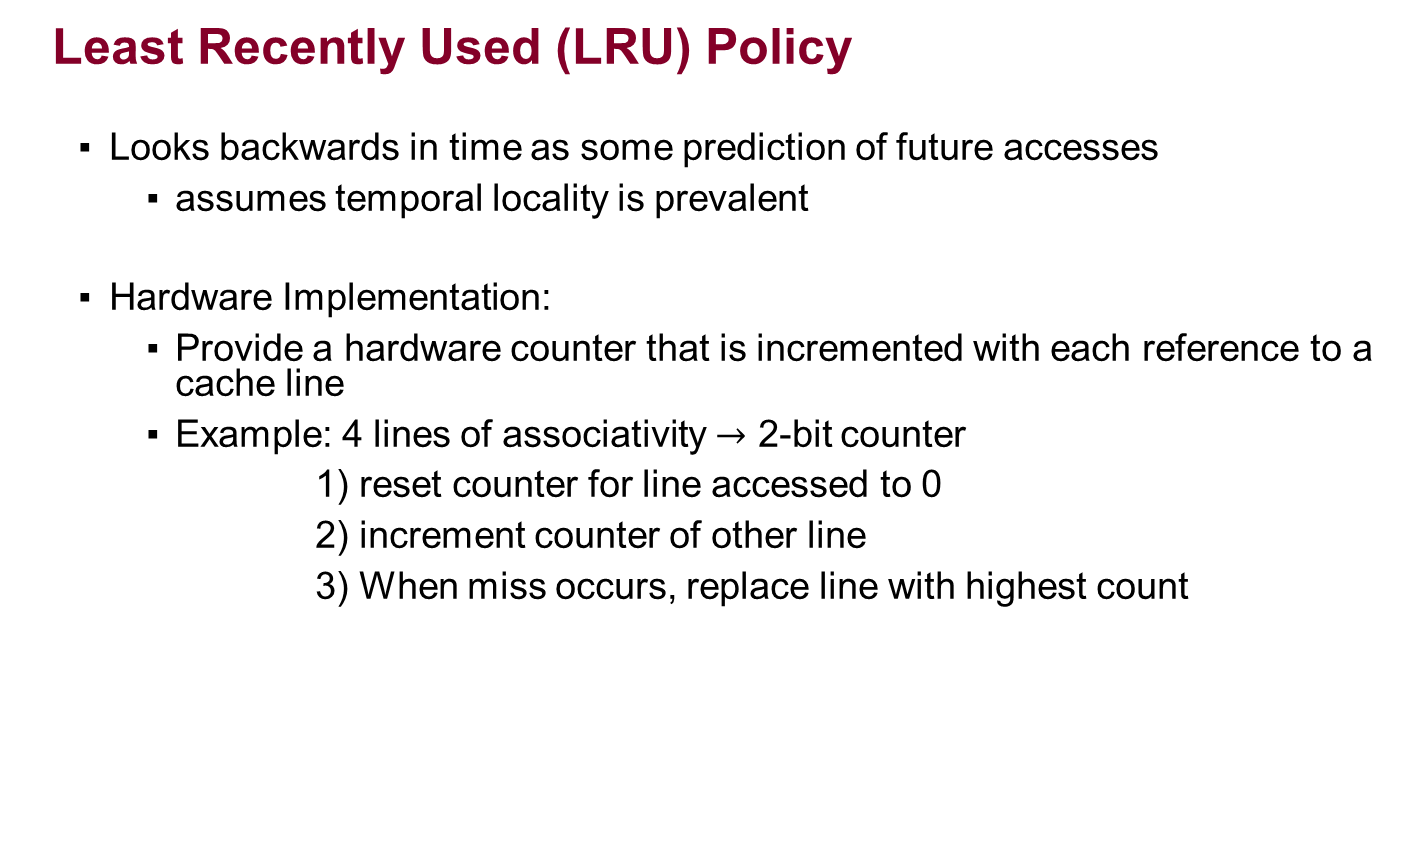 Least Recently Used (LRU) Policy
▪ Looks backwards in time as some prediction of future accesses
▪ assumes temporal locality is prevalent
▪ Hardware Implementation:
▪ Provide a hardware counter that is incremented with each reference to a
cache line
▪ Example: 4 lines of associativity → 2-bit counter
1) reset counter for line accessed to 0
2) increment counter of other line
3) When miss occurs, replace line with highest count